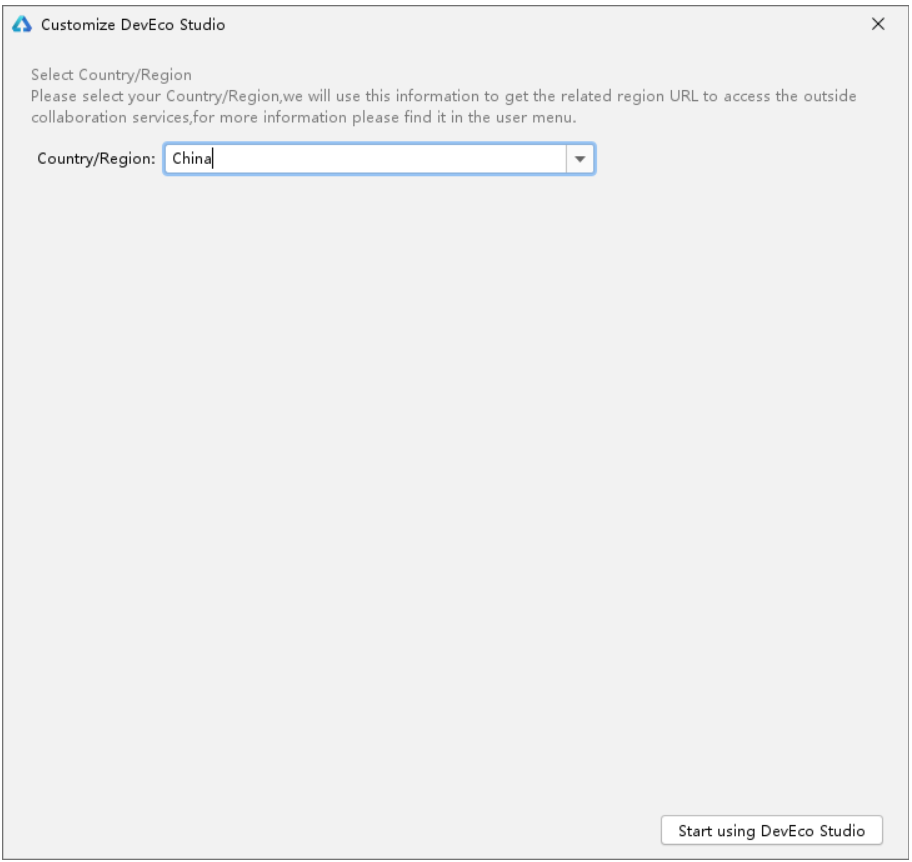 Customize DevEco Studio
Select Country/Region
Please select your Country/Region,we will use this information to get the related region URL to access the outside
collaboration services,for more information please find it in the user menu.
Country/Region: China
Start using DevEco Studio